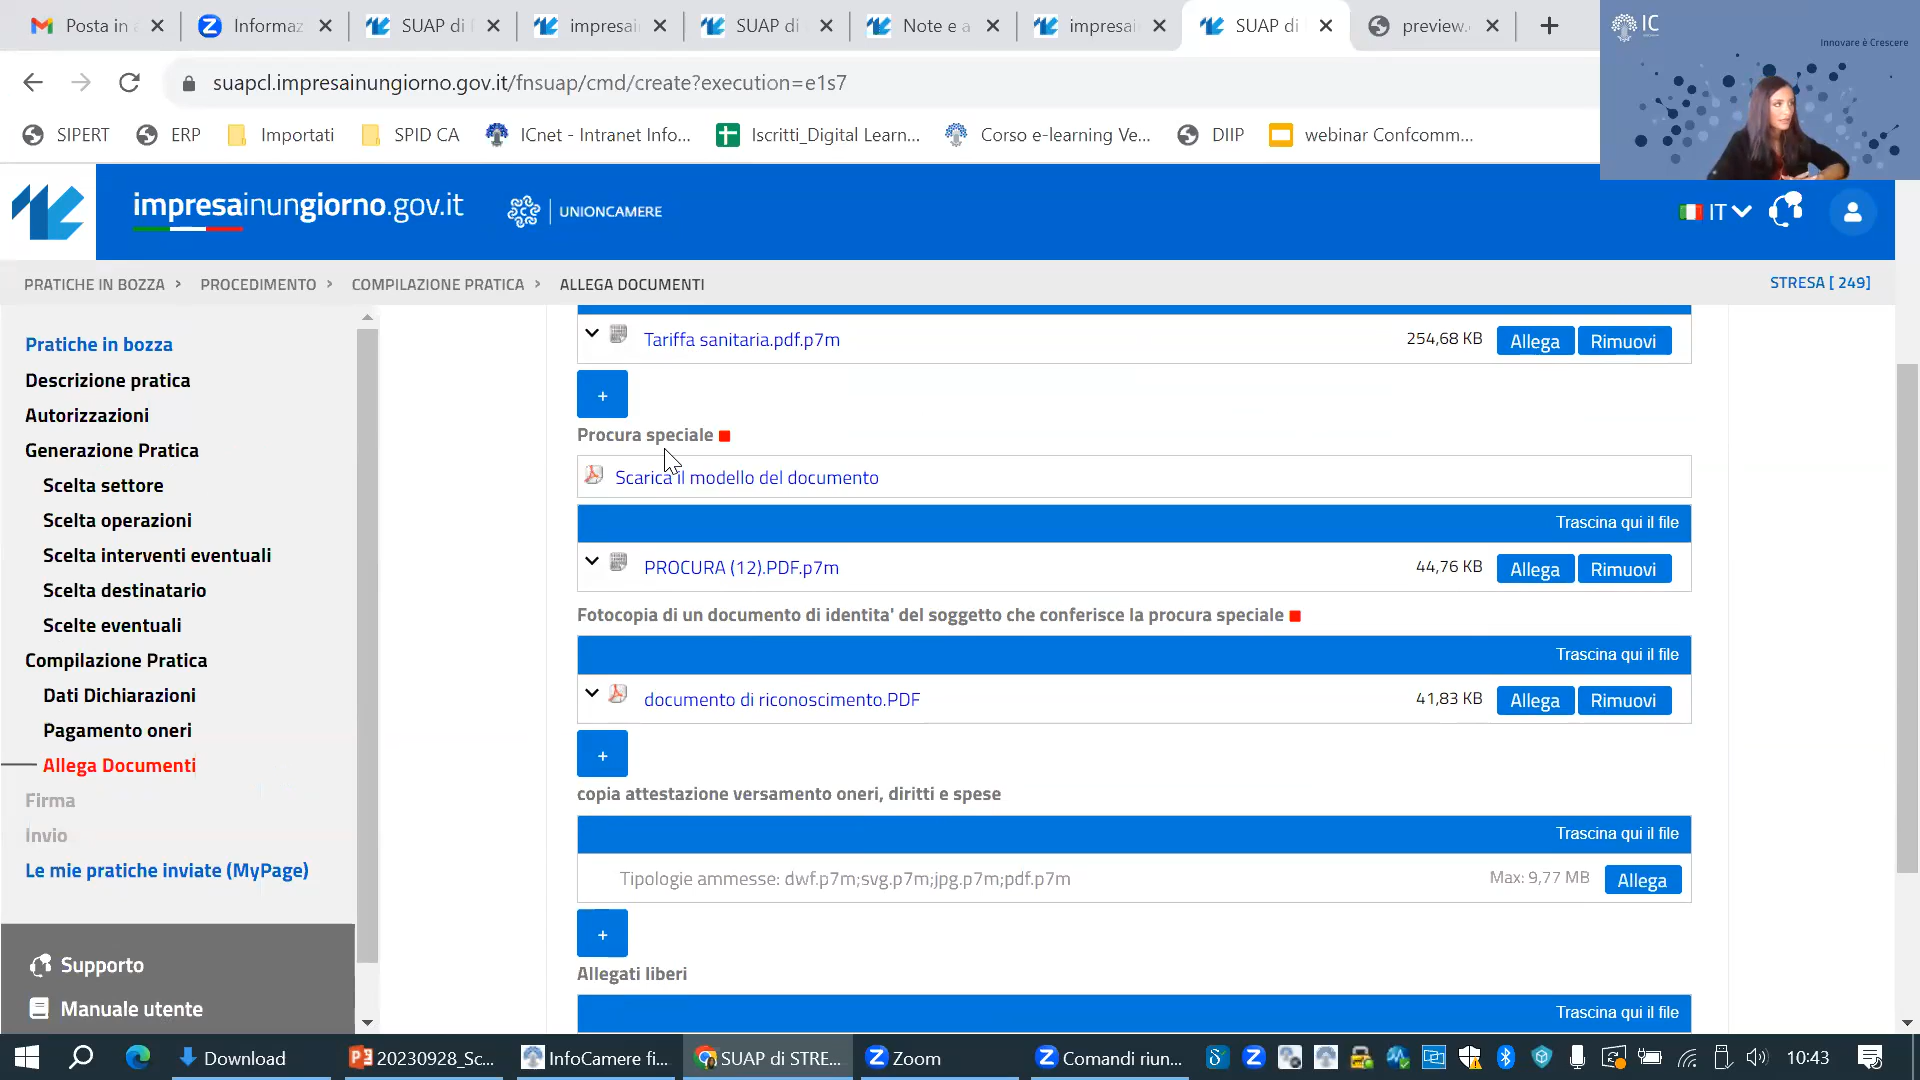 Posta in
Informaz
SUAP di
impresai
SUAP di
Note e a
impresai
SUAP di
preview.
IC
Innovare è Crescere
suapcl.impresainungiorno.gov.it/fnsuap/cmd/create?execution=e1s7
SIPERT
ERP
Importati
SPID CA
ICnet - Intranet Info...
Iscritti_Digital Learn...
Corso e-learning Ve...
DIIP
webinar Confcomm...
impresainungiorno.gov.it
UNIONCAMERE
IT
PRATICHE IN BOZZA > PROCEDIMENTO > COMPILAZIONE PRATICA > ALLEGA DOCUMENTI
STRESA [ 249]
Pratiche in bozza
Descrizione pratica
Autorizzazioni
Generazione Pratica
Scelta settore
Scelta operazioni
Scelta interventi eventuali
Scelta destinatario
Scelte eventuali
Compilazione Pratica
Dati Dichiarazioni
Pagamento oneri
Allega Documenti
Firma
Invio
Le mie pratiche inviate (MyPage)
Supporto
Manuale utente
Tariffa sanitaria.pdf.p7m 254,68 KB Allega Rimuovi
+
Procura speciale
Scarica il modello del documento
Trascina qui il file
PROCURA (12).PDF.p7m 44,76 KB Allega Rimuovi
Fotocopia di un documento di identita' del soggetto che conferisce la procura speciale
Trascina qui il file
documento di riconoscimento.PDF 41,83 KB Allega Rimuovi
+
copia attestazione versamento oneri, diritti e spese
Trascina qui il file
Tipologie ammesse: dwf.p7m;svg.p7m;jpg.p7m;pdf.p7m Max: 9,77 MB Allega
+
Allegati liberi
Trascina qui il file
Download
20230928_Sc...
InfoCamere fi...
SUAP di STRE...
Zoom
Comandi riun...
10:43